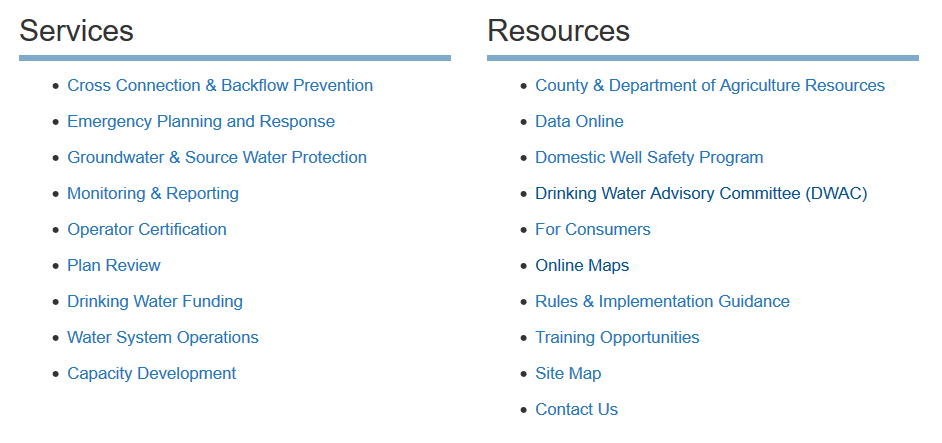 Services
Cross Connection & Backflow Prevention
Emergency Planning and Response
Groundwater & Source Water Protection
Monitoring & Reporting
Operator Certification
Plan Review
Drinking Water Funding
Water System Operations
Capacity Development
Resources
County & Department of Agriculture Resources
Data Online
Domestic Well Safety Program
Drinking Water Advisory Committee (DWAC)
For Consumers
Online Maps
Rules & Implementation Guidance
Training Opportunities
Site Map
Contact Us